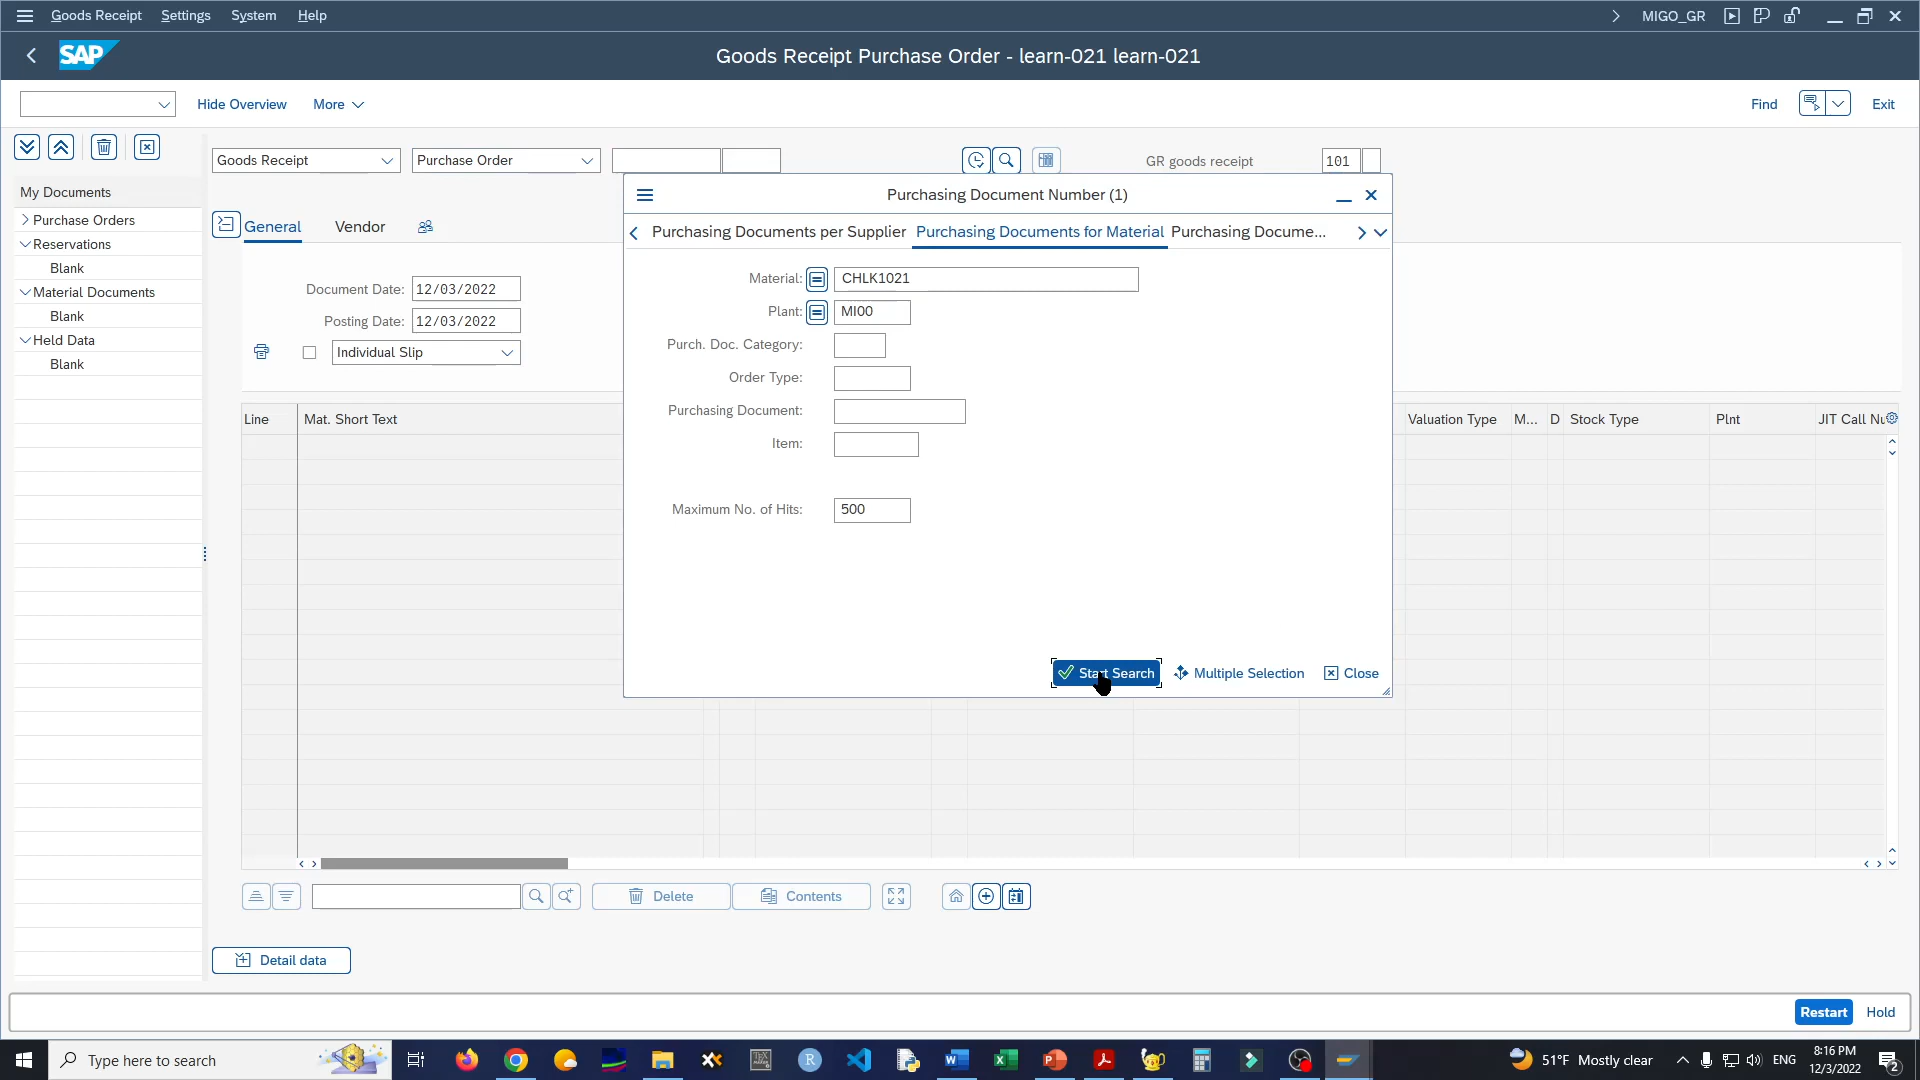 Goods Receipt Settings System Help MIGO_GR
SAP Goods Receipt Purchase Order - learn-021 learn-021
Hide Overview More Find Exit
Goods Receipt Purchase Order GR goods receipt 101
My Documents
Purchase Orders
Reservations
Blank
Material Documents
Blank
Held Data
Blank
General Vendor
Document Date: 12/03/2022
Posting Date: 12/03/2022
Individual Slip
Purchasing Document Number (1)
Purchasing Documents per Supplier Purchasing Documents for Material Purchasing Docume...
Material: CHLK1021
Plant: MI00
Purch. Doc. Category:
Order Type:
Purchasing Document:
Item:
Maximum No. of Hits: 500
Start Search Multiple Selection Close
Line Mat. Short Text Valuation Type M... D Stock Type Plnt JIT Call Nu
Delete Contents
Detail data
Restart Hold
Type here to search 51°F Mostly clear ENG 8:16 PM
12/3/2022 2